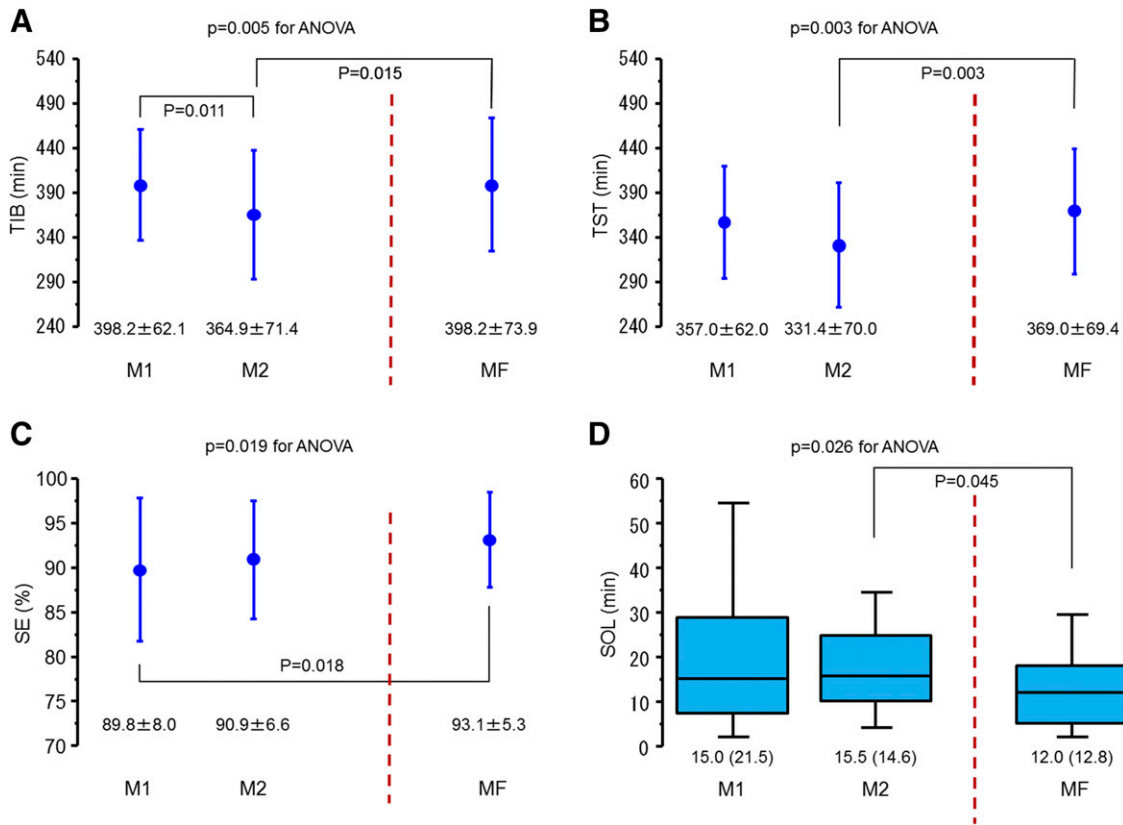 A
p=0.005 for ANOVA
540
490
440
390
340
290
240
TIB (min)
P=0.015
P=0.011
398.2±62.1 364.9±71.4 398.2±73.9
M1 M2 MF
B
p=0.003 for ANOVA
540
490
440
390
340
290
240
TST (min)
P=0.003
357.0±62.0 331.4±70.0 369.0±69.4
M1 M2 MF
C
p=0.019 for ANOVA
100
95
90
85
80
75
70
SE (%)
P=0.018
89.8±8.0 90.9±6.6 93.1±5.3
M1 M2 MF
D
p=0.026 for ANOVA
60
50
40
30
20
10
0
SOL (min)
P=0.045
15.0 (21.5) 15.5 (14.6) 12.0 (12.8)
M1 M2 MF